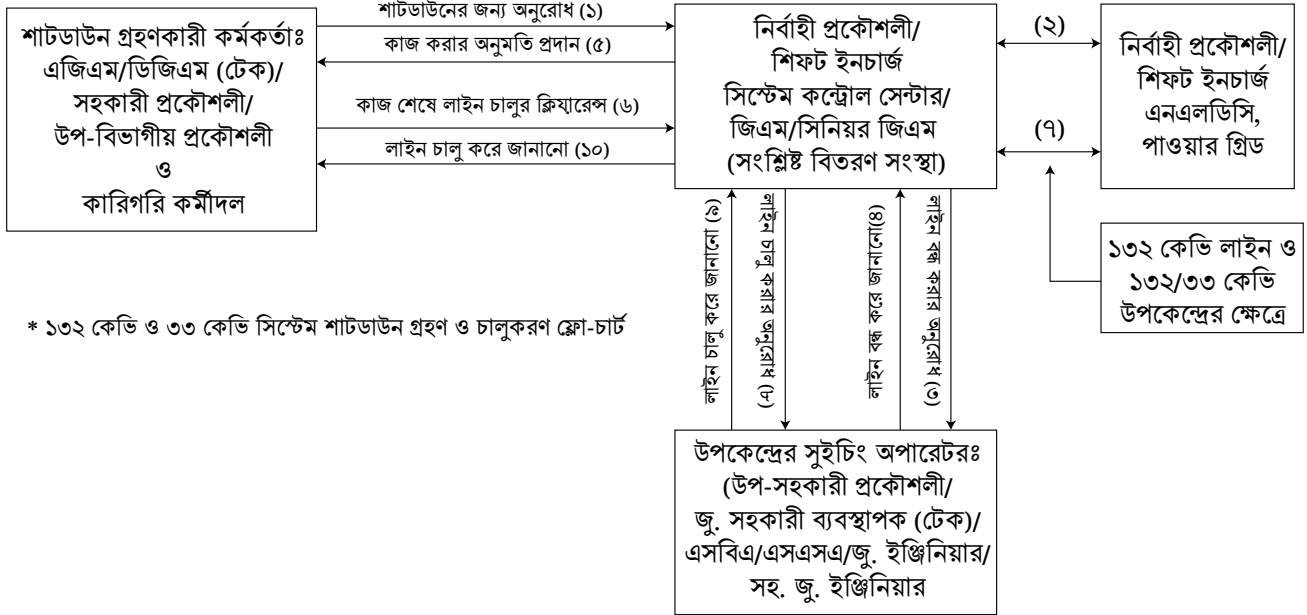 শাটডাউন গ্রহণকারী কর্মকর্তাঃ
এজিএম/ডিজিএম (টেক)/
সহকারী প্রকৌশলী/
উপ-বিভাগীয় প্রকৌশলী
ও
কারিগরি কর্মীদল
শাটডাউনের জন্য অনুরোধ (১)
কাজ করার অনুমতি প্রদান (৫)
কাজ শেষে লাইন চালুর ক্লিয়ারেন্স (৬)
লাইন চালু করে জানানো (১০)
নির্বাহী প্রকৌশলী/
শিফট ইনচার্জ
সিস্টেম কন্ট্রোল সেন্টার/
জিএম/সিনিয়র জিএম
(সংশ্লিষ্ট বিতরণ সংস্থা)
(২)
(৭)
নির্বাহী প্রকৌশলী/
শিফট ইনচার্জ
এনএলডিসি,
পাওয়ার গ্রিড
১৩২ কেভি লাইন ও
১৩২/৩৩ কেভি
উপকেন্দ্রের ক্ষেত্রে
লাইন চালু করে জানানো (৯)
লাইন চালু করার অনুরোধ (৮)
লাইন বন্ধ করে জানানো(৪)
লাইন বন্ধ করার অনুরোধ (৩)
* ১৩২ কেভি ও ৩৩ কেভি সিস্টেম শাটডাউন গ্রহণ ও চালুকরণ ফ্লো-চার্ট
উপকেন্দ্রের সুইচিং অপারেটরঃ
(উপ-সহকারী প্রকৌশলী/
জু. সহকারী ব্যবস্থাপক (টেক)/
এসবিএ/এসএসএ/জু. ইঞ্জিনিয়ার/
সহ. জু. ইঞ্জিনিয়ার